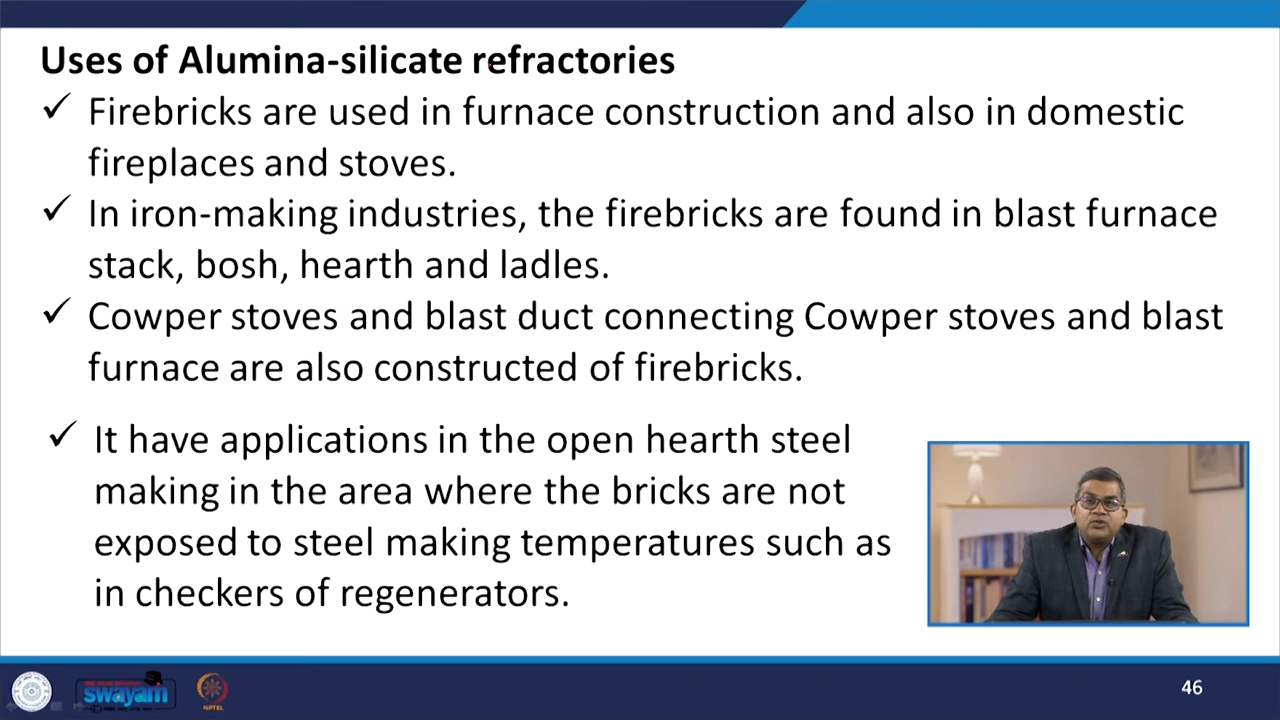 Uses of Alumina-silicate refractories
✓ Firebricks are used in furnace construction and also in domestic
fireplaces and stoves.
✓ In iron-making industries, the firebricks are found in blast furnace
stack, bosh, hearth and ladles.
✓ Cowper stoves and blast duct connecting Cowper stoves and blast
furnace are also constructed of firebricks.
✓ It have applications in the open hearth steel
making in the area where the bricks are not
exposed to steel making temperatures such as
in checkers of regenerators.
swayam
NPTEL
46